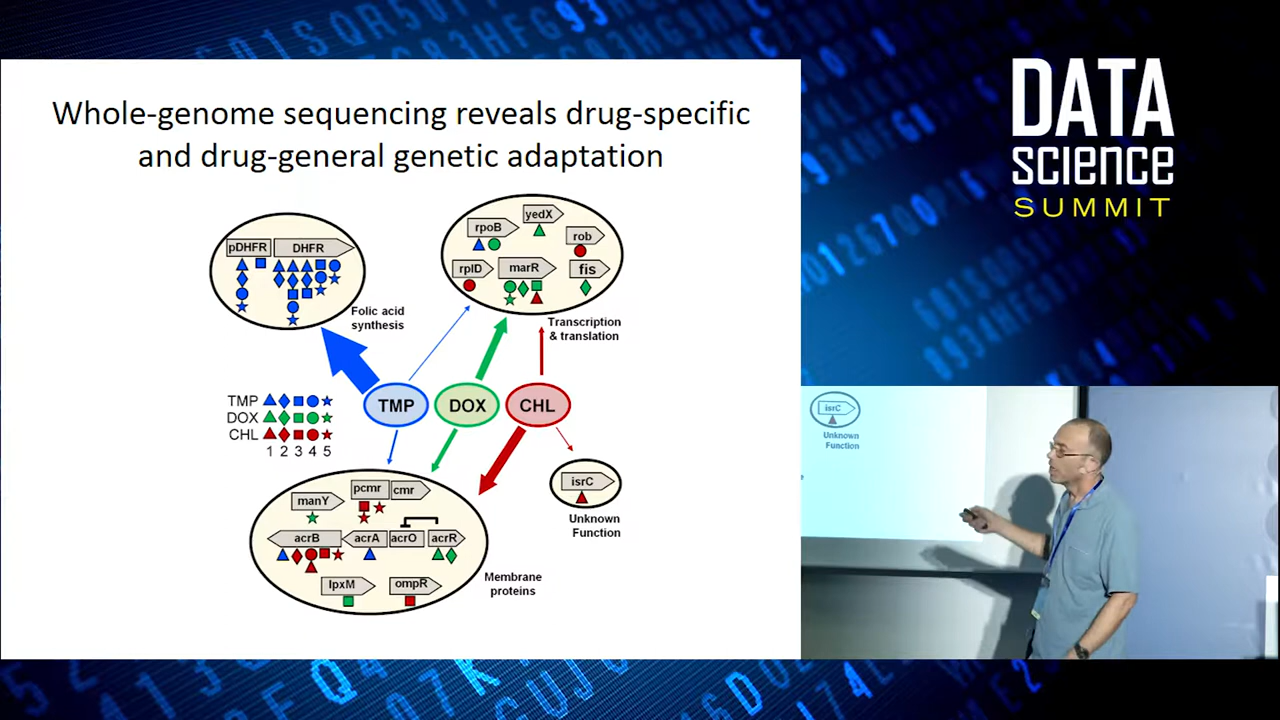 Whole-genome sequencing reveals drug-specific
and drug-general genetic adaptation
DATA
science
SUMMIT
pDHFR
DHFR
Folic acid
synthesis
rpoB
yedX
rob
rplD
marR
fis
Transcription
& translation
TMP
DOX
CHL
TMP
DOX
CHL
1 2 3 4 5
manY
pcmr
cmr
acrB
acrA
acrO
acrR
lpxM
ompR
Membrane
proteins
isrC
Unknown
Function
isrC
Unknown
Function